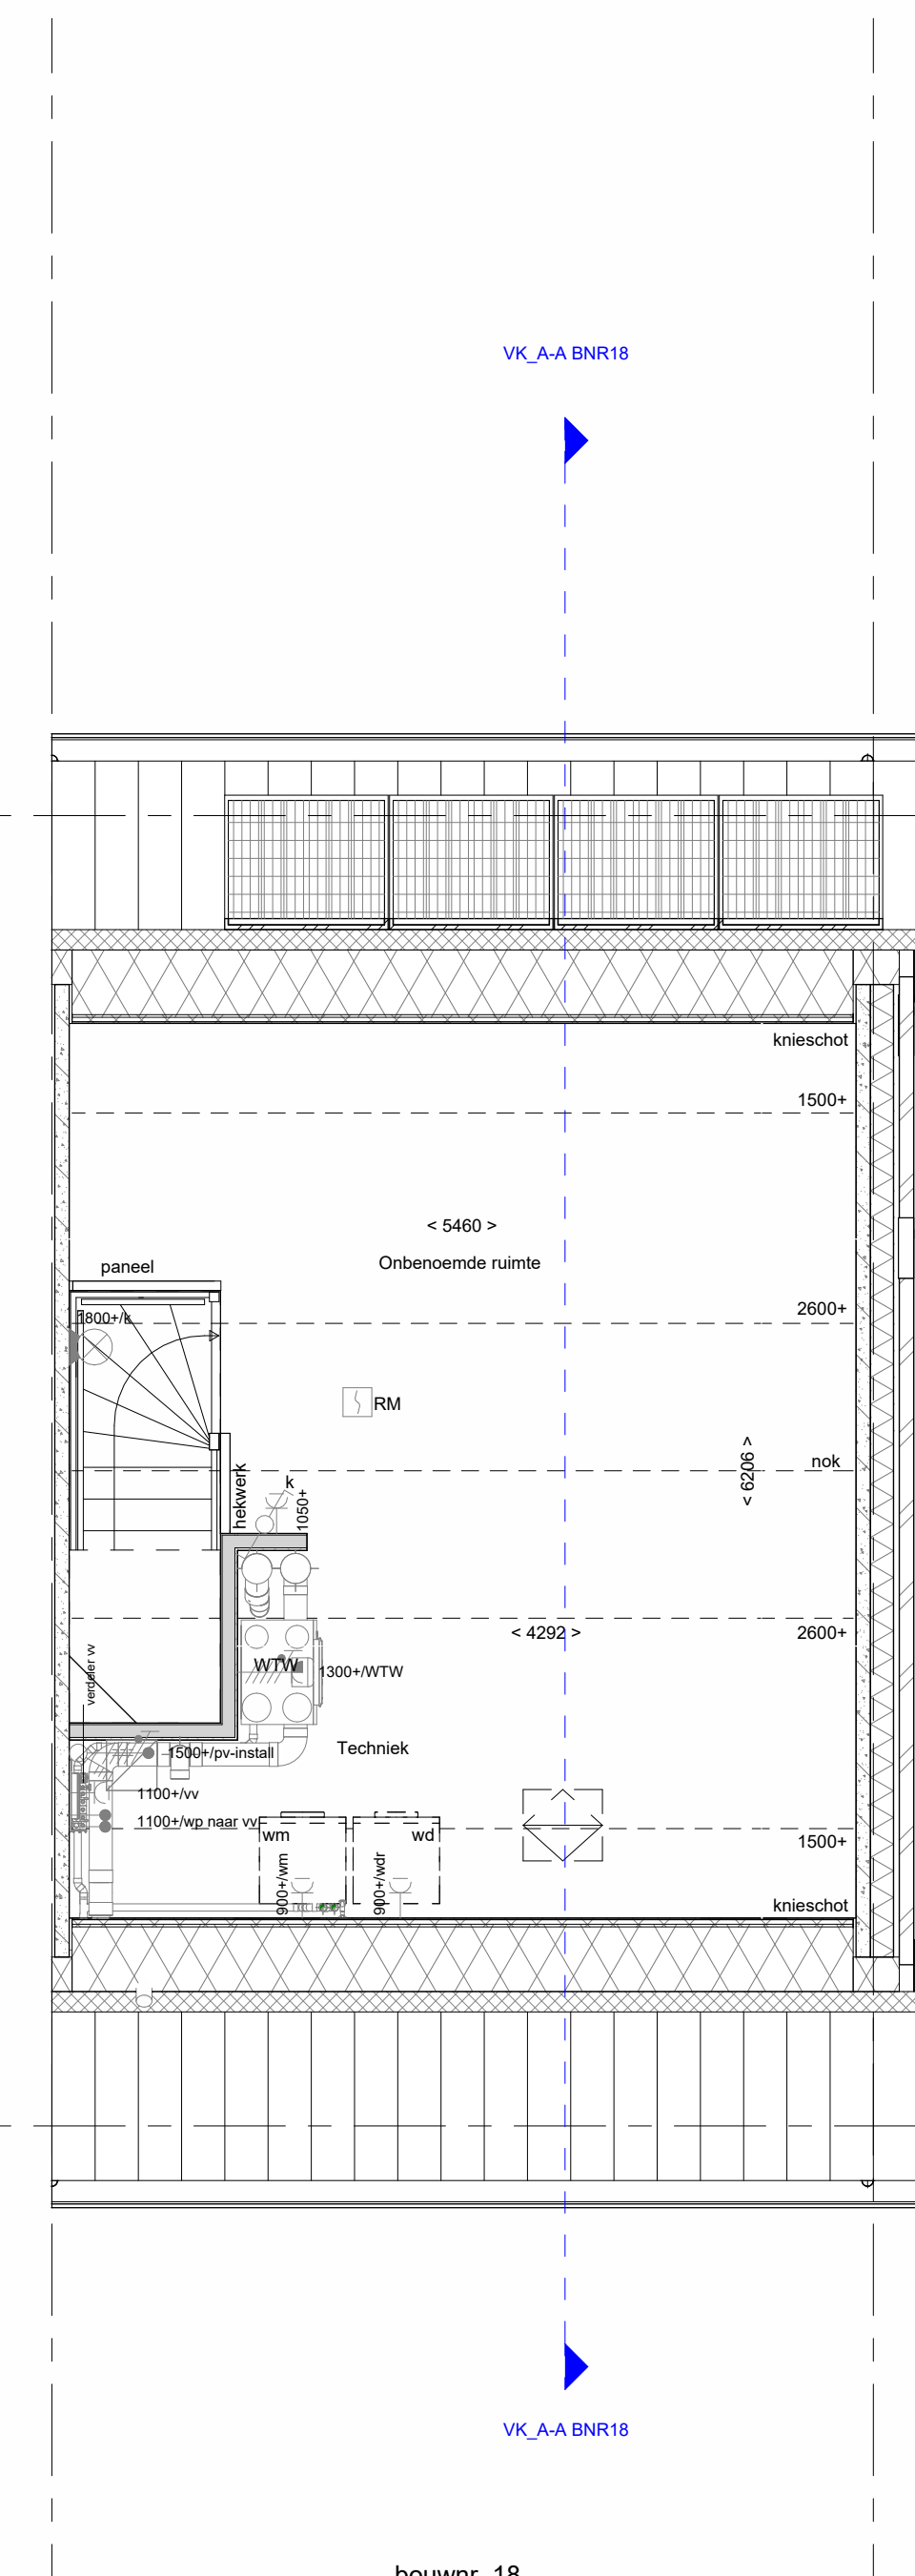 VK_A-A BNR18
knieschot
1500+
< 5460 >
Onbenoemde ruimte
paneel
2600+
1800+/k
RM
nok
< 6206 >
hekwerk
k
1050+
< 4292 >
2600+
verdeler vv
WTW
1300+/WTW
Techniek
1500+/pv-install
1100+/vv
1100+/wp naar vv
wm
wd
1500+
900+/wm
900+/wdr
knieschot
VK_A-A BNR18
bouwnr. 18